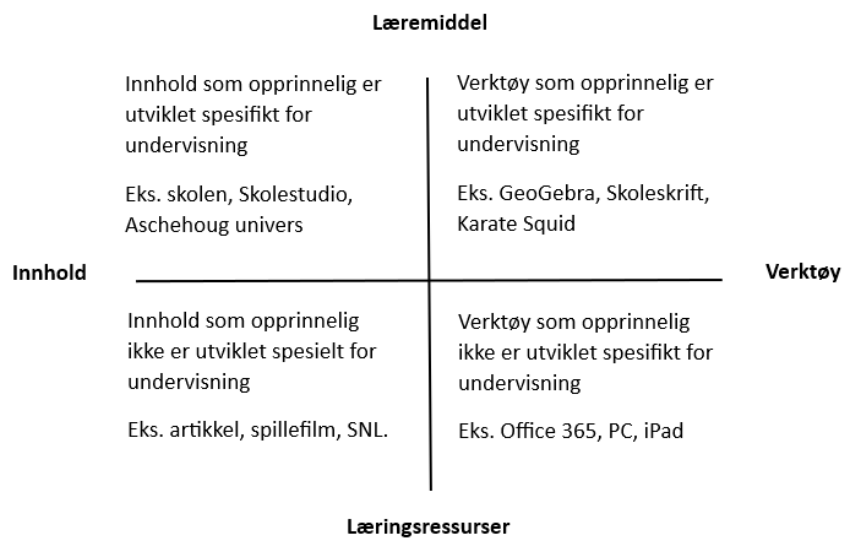 Læremiddel
Innhold som opprinnelig er
utviklet spesifikt for
undervisning
Eks. skolen, Skolestudio,
Aschehoug univers
Verktøy som opprinnelig er
utviklet spesifikt for
undervisning
Eks. GeoGebra, Skoleskrift,
Karate Squid
Innhold
Verktøy
Innhold som opprinnelig
ikke er utviklet spesielt for
undervisning
Eks. artikkel, spillefilm, SNL.
Verktøy som opprinnelig
ikke er utviklet spesifikt for
undervisning
Eks. Office 365, PC, iPad
Læringsressurser